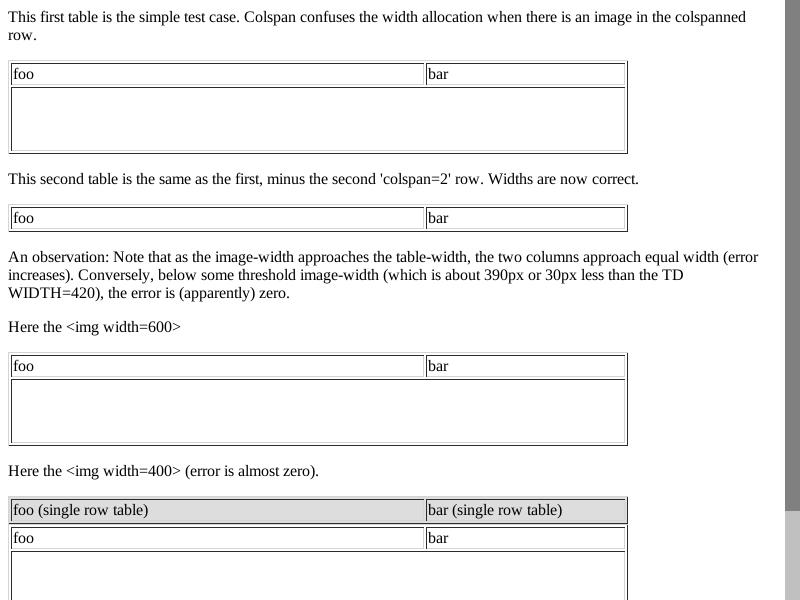 This first table is the simple test case. Colspan confuses the width allocation when there is an image in the colspanned
row.
foo bar
This second table is the same as the first, minus the second 'colspan=2' row. Widths are now correct.
foo bar
An observation: Note that as the image-width approaches the table-width, the two columns approach equal width (error
increases). Conversely, below some threshold image-width (which is about 390px or 30px less than the TD
WIDTH=420), the error is (apparently) zero.
Here the <img width=600>
foo bar
Here the <img width=400> (error is almost zero).
foo (single row table) bar (single row table)
foo bar